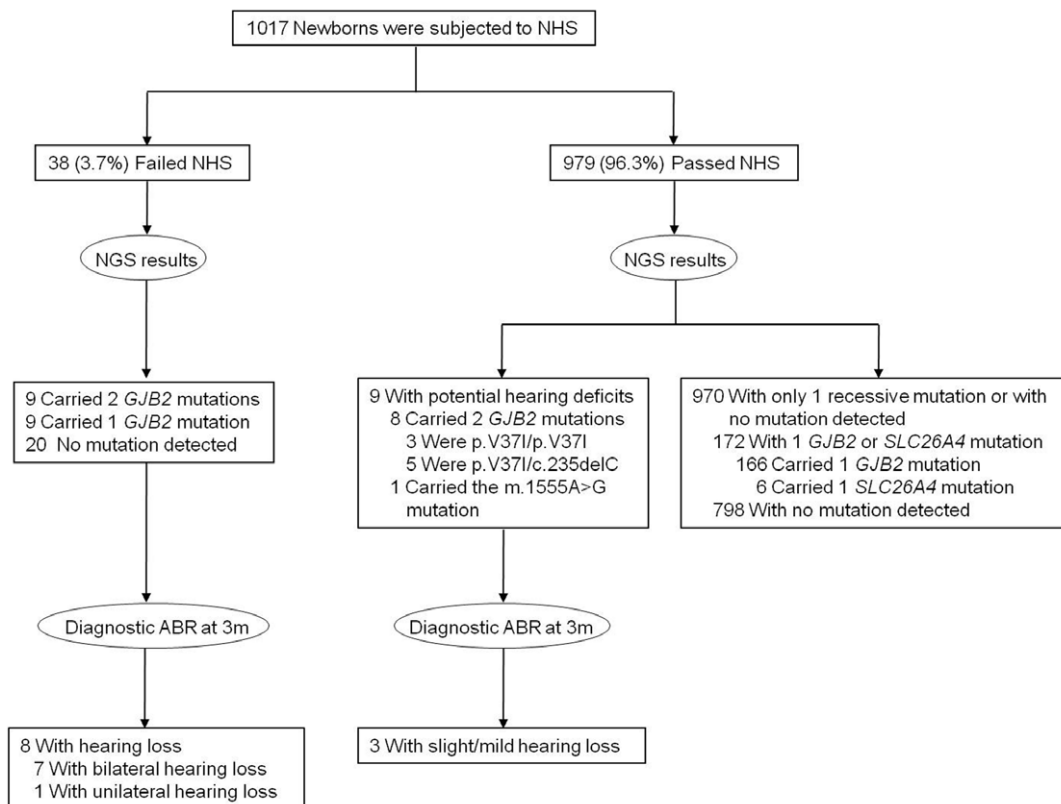 1017 Newborns were subjected to NHS
38 (3.7%) Failed NHS
979 (96.3%) Passed NHS
NGS results
NGS results
9 Carried 2 GJB2 mutations
9 Carried 1 GJB2 mutation
20 No mutation detected
9 With potential hearing deficits
8 Carried 2 GJB2 mutations
3 Were p.V37I/p.V37I
5 Were p.V37I/c.235delC
1 Carried the m.1555A>G
mutation
970 With only 1 recessive mutation or with
no mutation detected
172 With 1 GJB2 or SLC26A4 mutation
166 Carried 1 GJB2 mutation
6 Carried 1 SLC26A4 mutation
798 With no mutation detected
Diagnostic ABR at 3m
Diagnostic ABR at 3m
8 With hearing loss
7 With bilateral hearing loss
1 With unilateral hearing loss
3 With slight/mild hearing loss